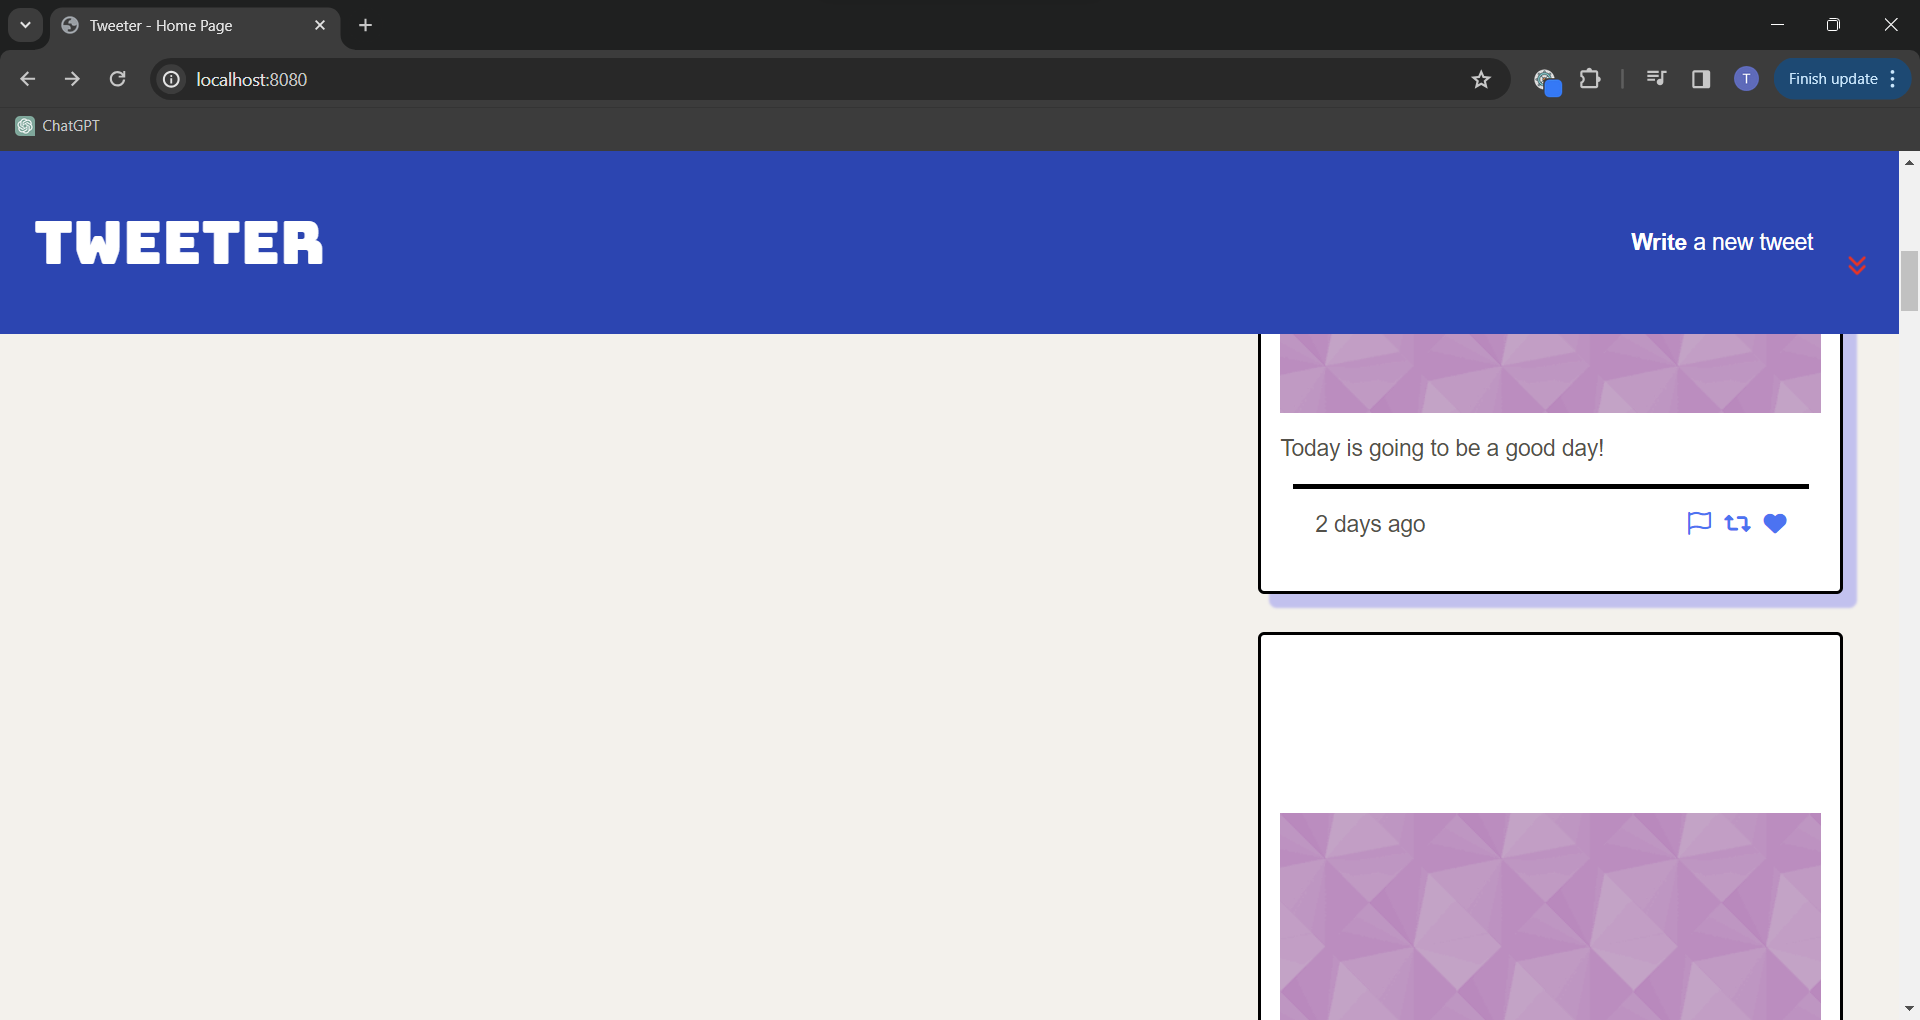 Tweeter - Home Page
localhost:8080
T
Finish update
ChatGPT
TWEETER
Write a new tweet
Today is going to be a good day!
2 days ago